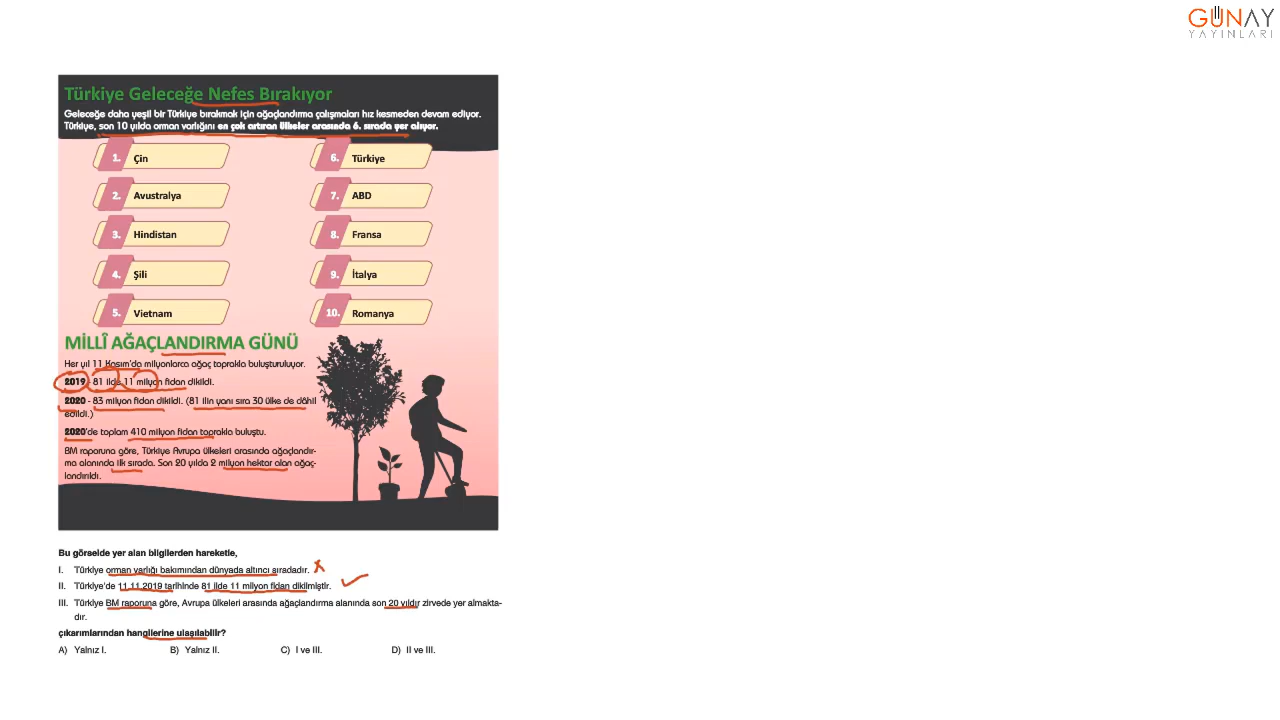 GÜNAY
YAYINLARI
Türkiye Geleceğe Nefes Bırakıyor
Geleceğe daha yeşil bir Türkiye bırakmak için ağaçlandırma çalışmaları hız kesmeden devam ediyor.
Türkiye, son 10 yılda orman varlığını en çok artıran ülkeler arasında 6. sırada yer alıyor.
1. Çin
2. Avustralya
3. Hindistan
4. Şili
5. Vietnam
6. Türkiye
7. ABD
8. Fransa
9. İtalya
10. Romanya
MİLLÎ AĞAÇLANDIRMA GÜNÜ
Her yıl 11 Kasım'da milyonlarca ağaç toprakla buluşturuluyor.
2019 - 81 ilde 11 milyon fidan dikildi.
2020 - 83 milyon fidan dikildi. (81 ilin yanı sıra 30 ülke de dâhil
edildi.)
2020'de toplam 410 milyon fidan toprakla buluştu.
BM raporuna göre, Türkiye Avrupa ülkeleri arasında ağaçlandır-
ma alanında ilk sırada. Son 20 yılda 2 milyon hektar alan ağaç-
landırıldı.
Bu görselde yer alan bilgilerden hareketle,
I. Türkiye orman varlığı bakımından dünyada altıncı sıradadır.
II. Türkiye'de 11.11.2019 tarihinde 81 ilde 11 milyon fidan dikilmiştir.
III. Türkiye BM raporuna göre, Avrupa ülkeleri arasında ağaçlandırma alanında son 20 yıldır zirvede yer almakta-
dır.
çıkarımlarından hangilerine ulaşılabilir?
A) Yalnız I. B) Yalnız II. C) I ve III. D) II ve III.